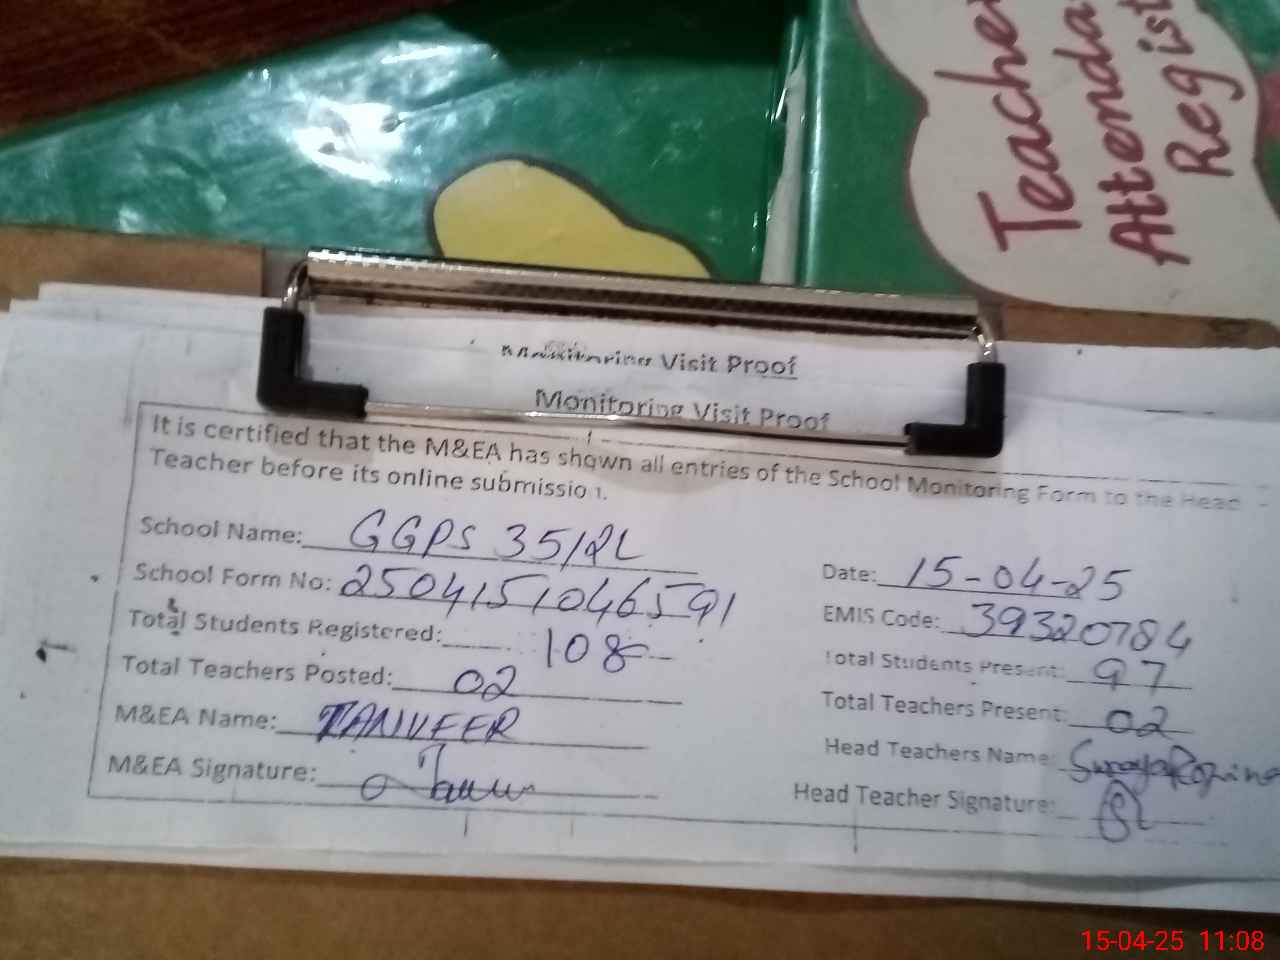 Teacher
Attenda
Regist
Monitoring Visit Proof
Monitoring Visit Proof
It is certified that the M&EA has shown all entries of the School Monitoring Form to the Head
Teacher before its online submission.
School Name: GGPS 35/2L
Date: 15-04-25
School Form No: 2504151046591
EMIS Code: 39320784
Total Students Registered: 108
Total Students Present: 97
Total Teachers Posted: 02
Total Teachers Present: 02
M&EA Name: TANVEER
Head Teachers Name: Surayya Rozina
M&EA Signature:
Head Teacher Signature:
15-04-25 11:08